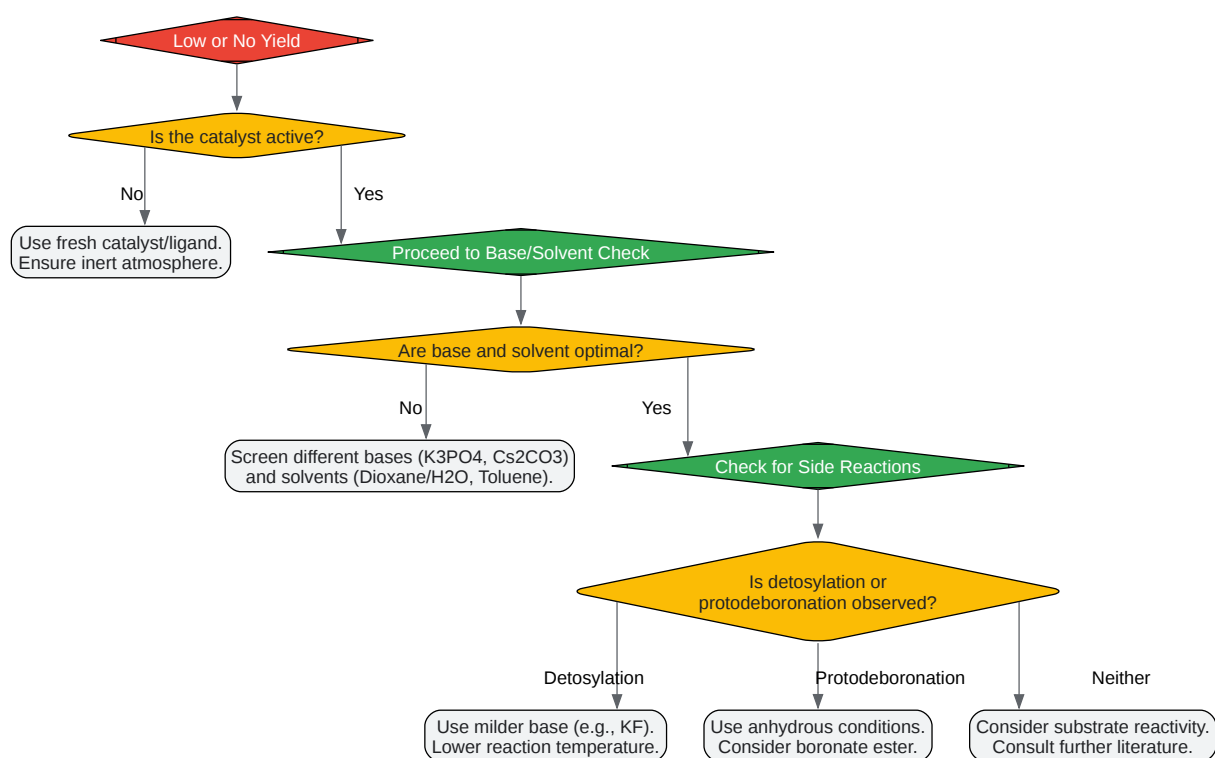 Low or No Yield
Is the catalyst active?
No
Yes
Use fresh catalyst/ligand.
Ensure inert atmosphere.
Proceed to Base/Solvent Check
Are base and solvent optimal?
No
Yes
Screen different bases (K3PO4, Cs2CO3)
and solvents (Dioxane/H2O, Toluene).
Check for Side Reactions
Is detosylation or
protodeboronation observed?
Detosylation
Protodeboronation
Neither
Use milder base (e.g., KF).
Lower reaction temperature.
Use anhydrous conditions.
Consider boronate ester.
Consider substrate reactivity.
Consult further literature.